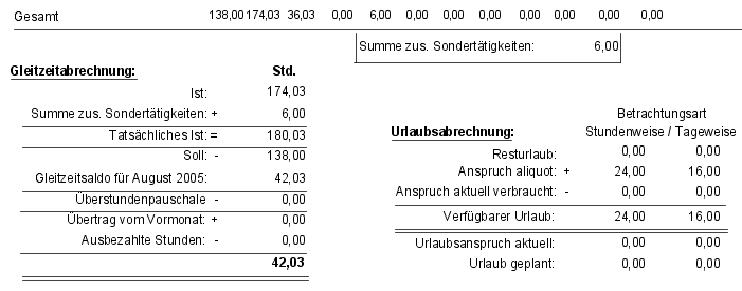 Gesamt 138,00 174,03 36,03 0,00 6,00 0,00 0,00 0,00 0,00 0,00 0,00 0,00
Summe zus. Sondertätigkeiten: 6,00
Gleitzeitabrechnung: Std.
Ist: 174,03
Summe zus. Sondertätigkeiten: + 6,00
Tatsächliches Ist: = 180,03
Soll: - 138,00
Gleitzeitsaldo für August 2005: 42,03
Überstundenpauschale - 0,00
Übertrag vom Vormonat: + 0,00
Ausbezahlte Stunden: - 0,00
42,03
Betrachtungsart
Urlaubsabrechnung: Stundenweise / Tageweise
Resturlaub: 0,00 0,00
Anspruch aliquot: + 24,00 16,00
Anspruch aktuell verbraucht: - 0,00 0,00
Verfügbarer Urlaub: 24,00 16,00
Urlaubsanspruch aktuell: 0,00 0,00
Urlaub geplant: 0,00 0,00